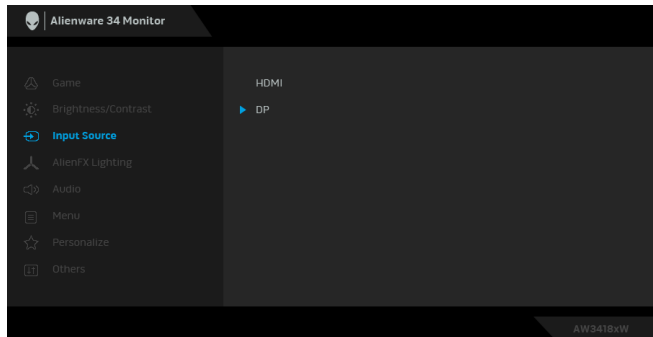 Alienware 34 Monitor
Game
HDMI
Brightness/Contrast
DP
Input Source
AlienFX Lighting
Audio
Menu
Personalize
Others
AW3418xW